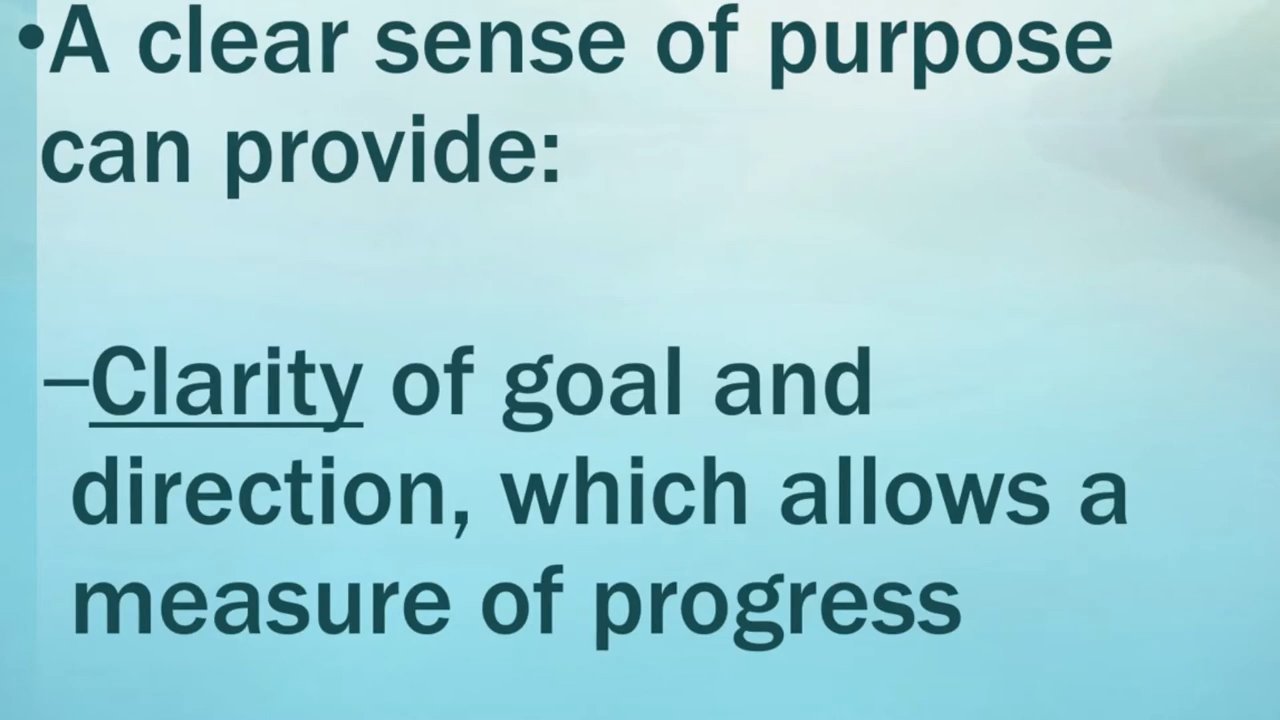 •A clear sense of purpose
can provide:
–Clarity of goal and
direction, which allows a
measure of progress